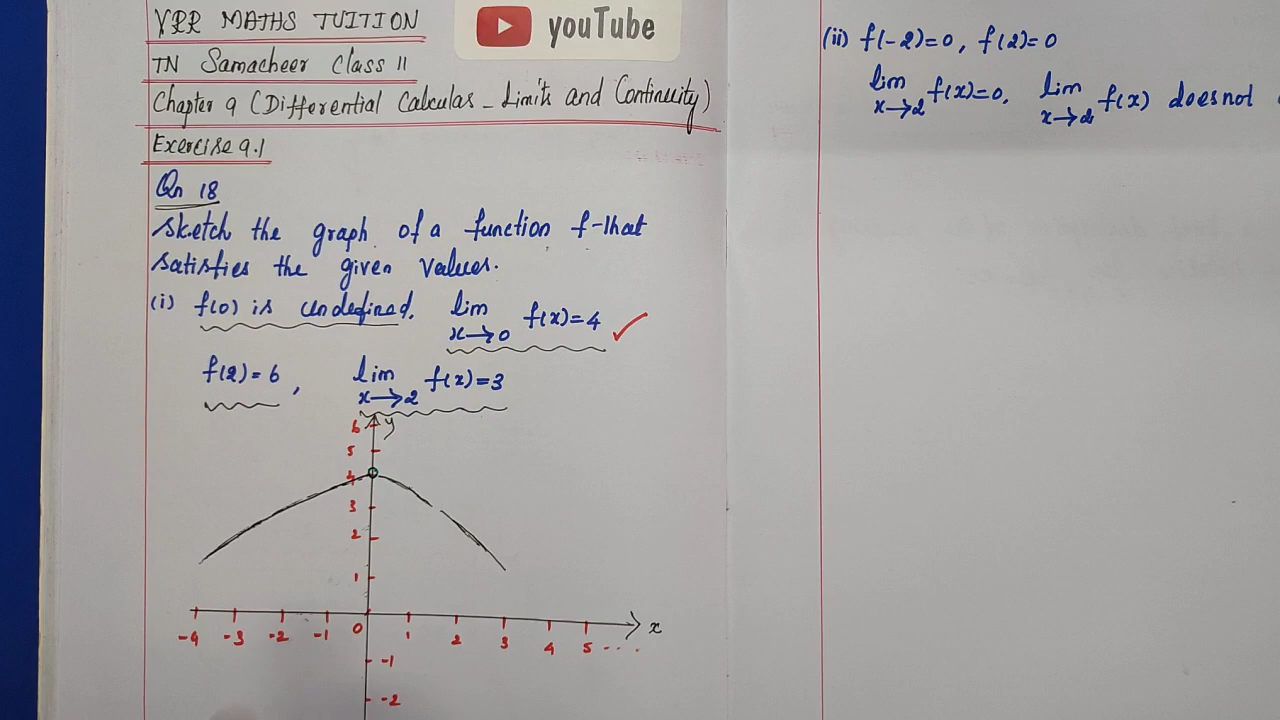 VRR MATHS TUITION
TN Samacheer Class 11
Chapter 9 (Differential Calculas - Limits and Continuity)
Exercise 9.1
Qn 18
Sketch the graph of a function f that
satisfies the given values.
(i) f(0) is undefined, lim x→0 f(x)=4
f(2)=6, lim x→2 f(x)=3
y
6
5
4
3
2
1
-4 -3 -2 -1 0 1 2 3 4 5 .... x
-1
-2
YouTube
(ii) f(-2)=0, f(2)=0
lim x→2 f(x)=0. lim x→ f(x) does not